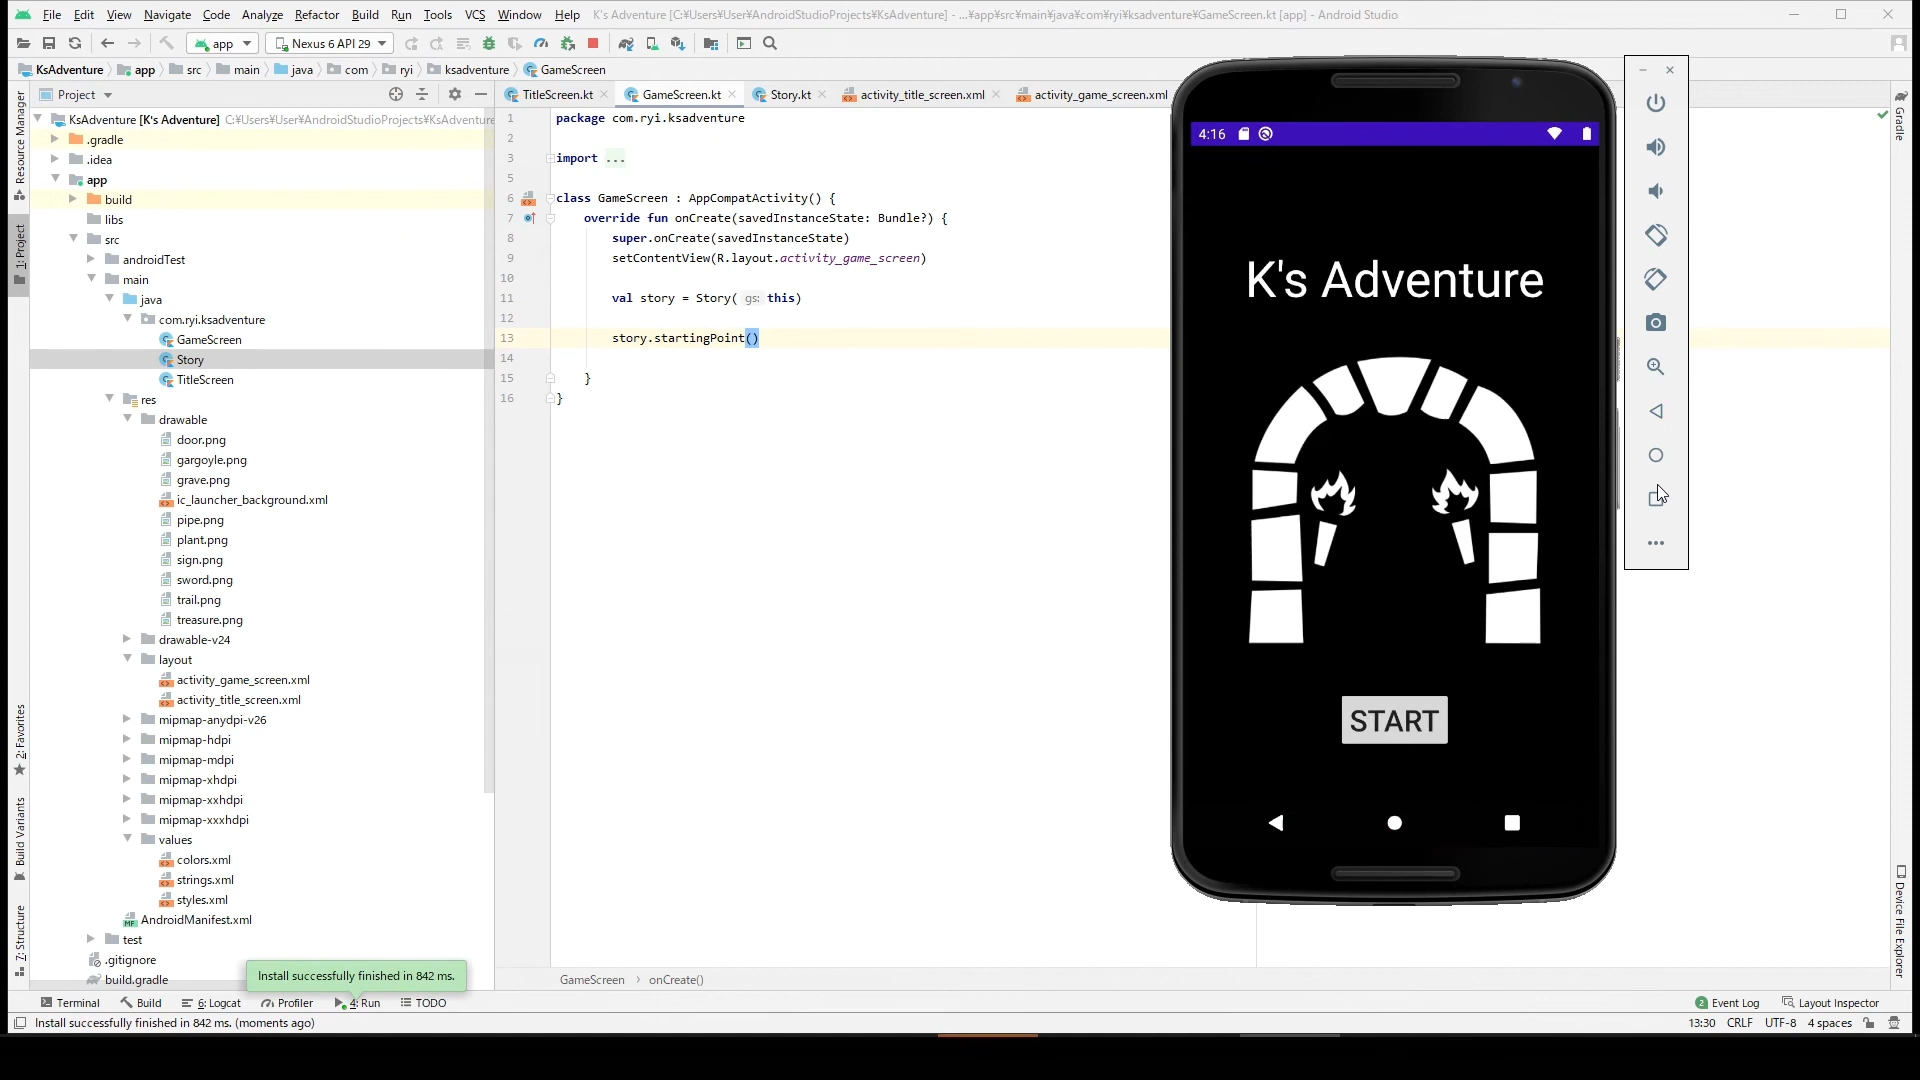 File Edit View Navigate Code Analyze Refactor Build Run Tools VCS Window Help K's Adventure [C:¥Users¥User¥AndroidStudioProjects¥KsAdventure] - ...¥app¥src¥main¥java¥com¥ryi¥ksadventure¥GameScreen.kt [app] - Android Studio
app Nexus 6 API 29
KsAdventure app src main java com ryi ksadventure GameScreen
Project
TitleScreen.kt GameScreen.kt Story.kt activity_title_screen.xml activity_game_screen.xml
Resource Manager
1: Project
2: Favorites
Build Variants
7: Structure
KsAdventure [K's Adventure] C:¥Users¥User¥AndroidStudioProjects¥KsAdventure
.gradle
.idea
app
build
libs
src
androidTest
main
java
com.ryi.ksadventure
GameScreen
Story
TitleScreen
res
drawable
door.png
gargoyle.png
grave.png
ic_launcher_background.xml
pipe.png
plant.png
sign.png
sword.png
trail.png
treasure.png
drawable-v24
layout
activity_game_screen.xml
activity_title_screen.xml
mipmap-anydpi-v26
mipmap-hdpi
mipmap-mdpi
mipmap-xhdpi
mipmap-xxhdpi
mipmap-xxxhdpi
values
colors.xml
strings.xml
styles.xml
AndroidManifest.xml
test
.gitignore
build.gradle
1 package com.ryi.ksadventure
2
3 import ...
5
6 class GameScreen : AppCompatActivity() {
7 override fun onCreate(savedInstanceState: Bundle?) {
8 super.onCreate(savedInstanceState)
9 setContentView(R.layout.activity_game_screen)
10
11 val story = Story( gs: this)
12
13 story.startingPoint()
14
15 }
16 }
4:16
K's Adventure
START
Gradle
Device File Explorer
Install successfully finished in 842 ms.
GameScreen › onCreate()
Terminal Build 6: Logcat Profiler 4: Run TODO 2 Event Log Layout Inspector
Install successfully finished in 842 ms. (moments ago) 13:30 CRLF UTF-8 4 spaces